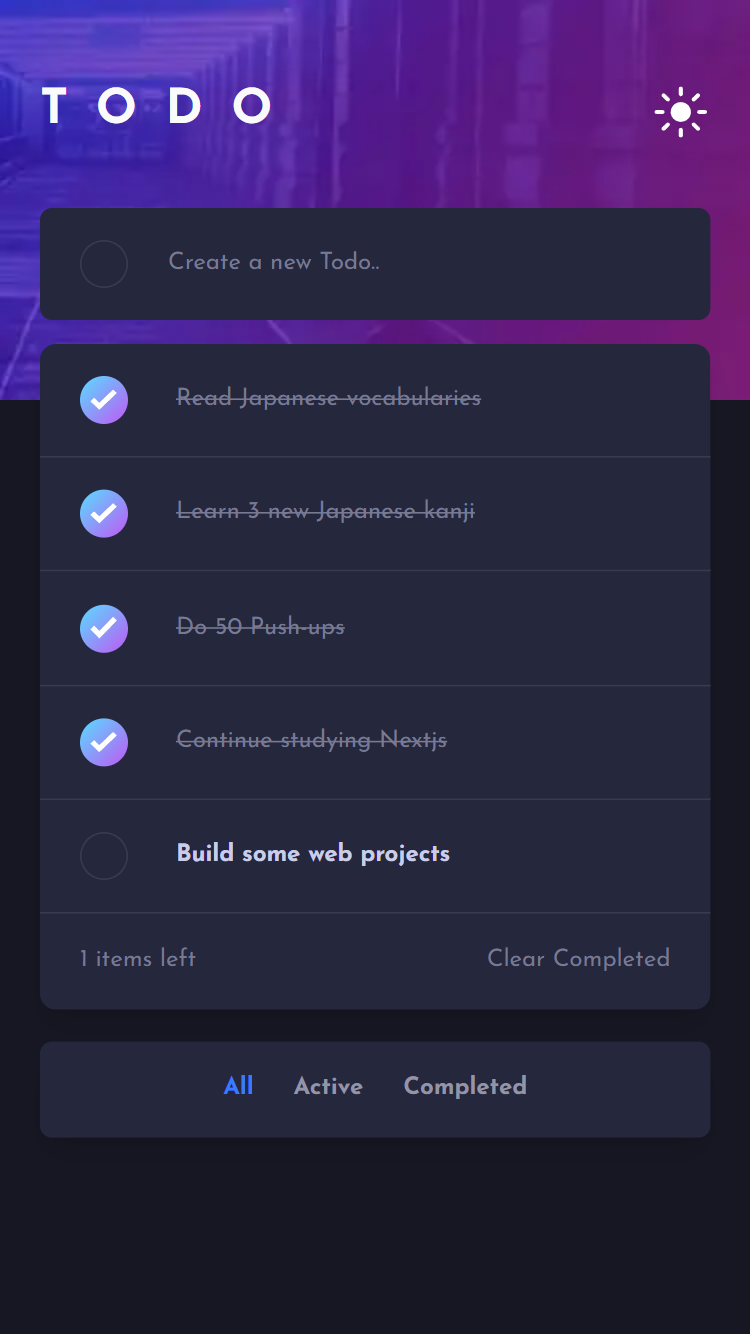 TODO
Create a new Todo..
Read Japanese vocabularies
Learn 3 new Japanese kanji
Do 50 Push-ups
Continue studying Nextjs
Build some web projects
1 items left Clear Completed
All Active Completed